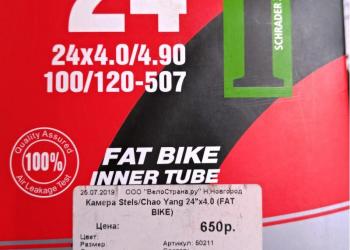 24
24x4.0/4.90
100/120-507
SCHRADER
Quality Assured
100%
Air Leakage Test
FAT BIKE
INNER TUBE
25.07.2019 ООО "ВелоСтрана.ру" Н.Новгород
Камера Stels/Chao Yang 24"x4.0 (FAT
BIKE)
Цена: 650р.
Цвет:
Размер: Артикул: 50211